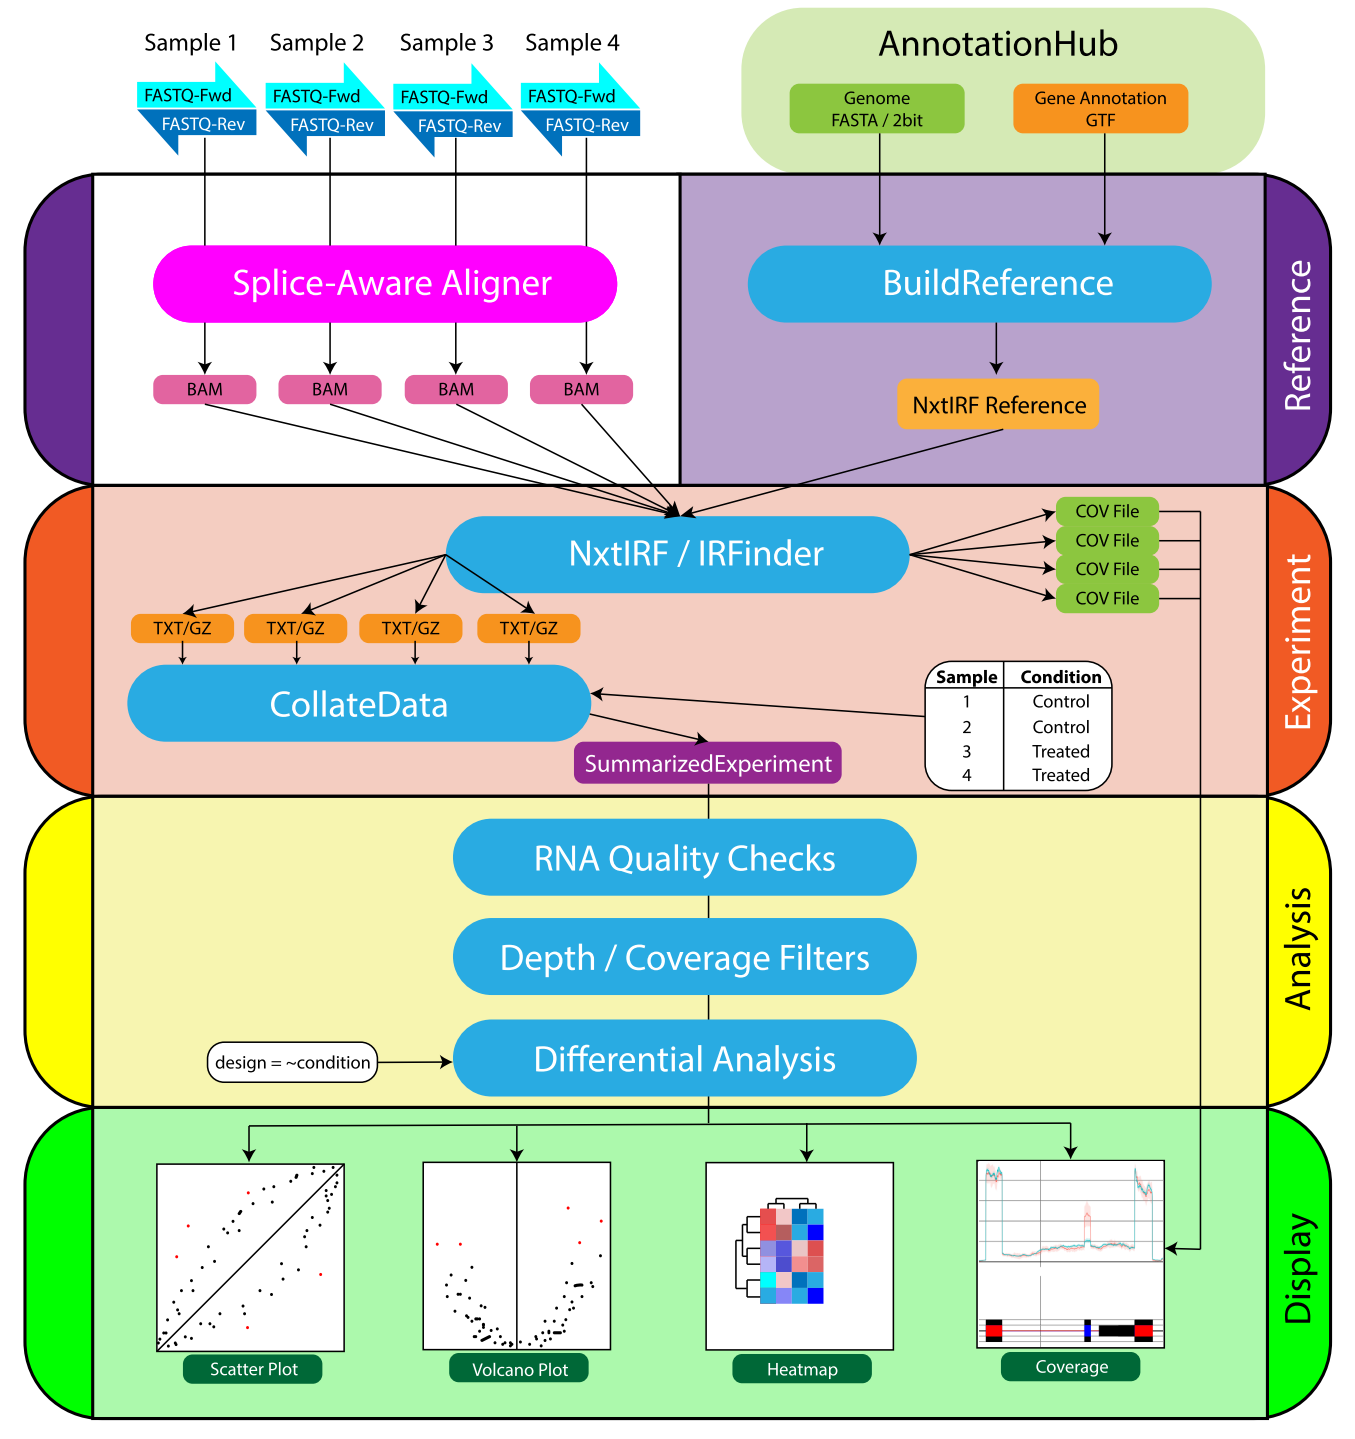 Sample 1
Sample 2
Sample 3
Sample 4
AnnotationHub
FASTQ-Fwd
FASTQ-Rev
FASTQ-Fwd
FASTQ-Rev
FASTQ-Fwd
FASTQ-Rev
FASTQ-Fwd
FASTQ-Rev
Genome
FASTA / 2bit
Gene Annotation
GTF
Splice-Aware Aligner
BuildReference
Reference
BAM
BAM
BAM
BAM
NxtIRF Reference
NxtIRF / IRFinder
COV File
COV File
COV File
COV File
Experiment
TXT/GZ
TXT/GZ
TXT/GZ
TXT/GZ
CollateData
Sample Condition
1 Control
2 Control
3 Treated
4 Treated
SummarizedExperiment
RNA Quality Checks
Depth / Coverage Filters
Analysis
design = ~condition
Differential Analysis
Display
Scatter Plot
Volcano Plot
Heatmap
Coverage